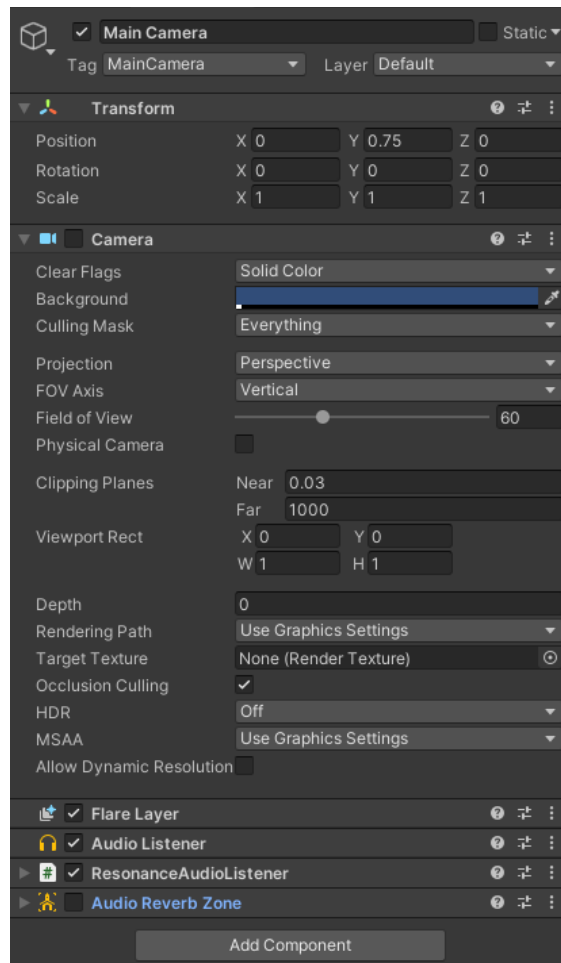 Main Camera Static
Tag MainCamera Layer Default
Transform
Position X 0 Y 0.75 Z 0
Rotation X 0 Y 0 Z 0
Scale X 1 Y 1 Z 1
Camera
Clear Flags Solid Color
Background
Culling Mask Everything
Projection Perspective
FOV Axis Vertical
Field of View 60
Physical Camera
Clipping Planes Near 0.03
Far 1000
Viewport Rect X 0 Y 0
W 1 H 1
Depth 0
Rendering Path Use Graphics Settings
Target Texture None (Render Texture)
Occlusion Culling
HDR Off
MSAA Use Graphics Settings
Allow Dynamic Resolution
Flare Layer
Audio Listener
# ResonanceAudioListener
Audio Reverb Zone
Add Component